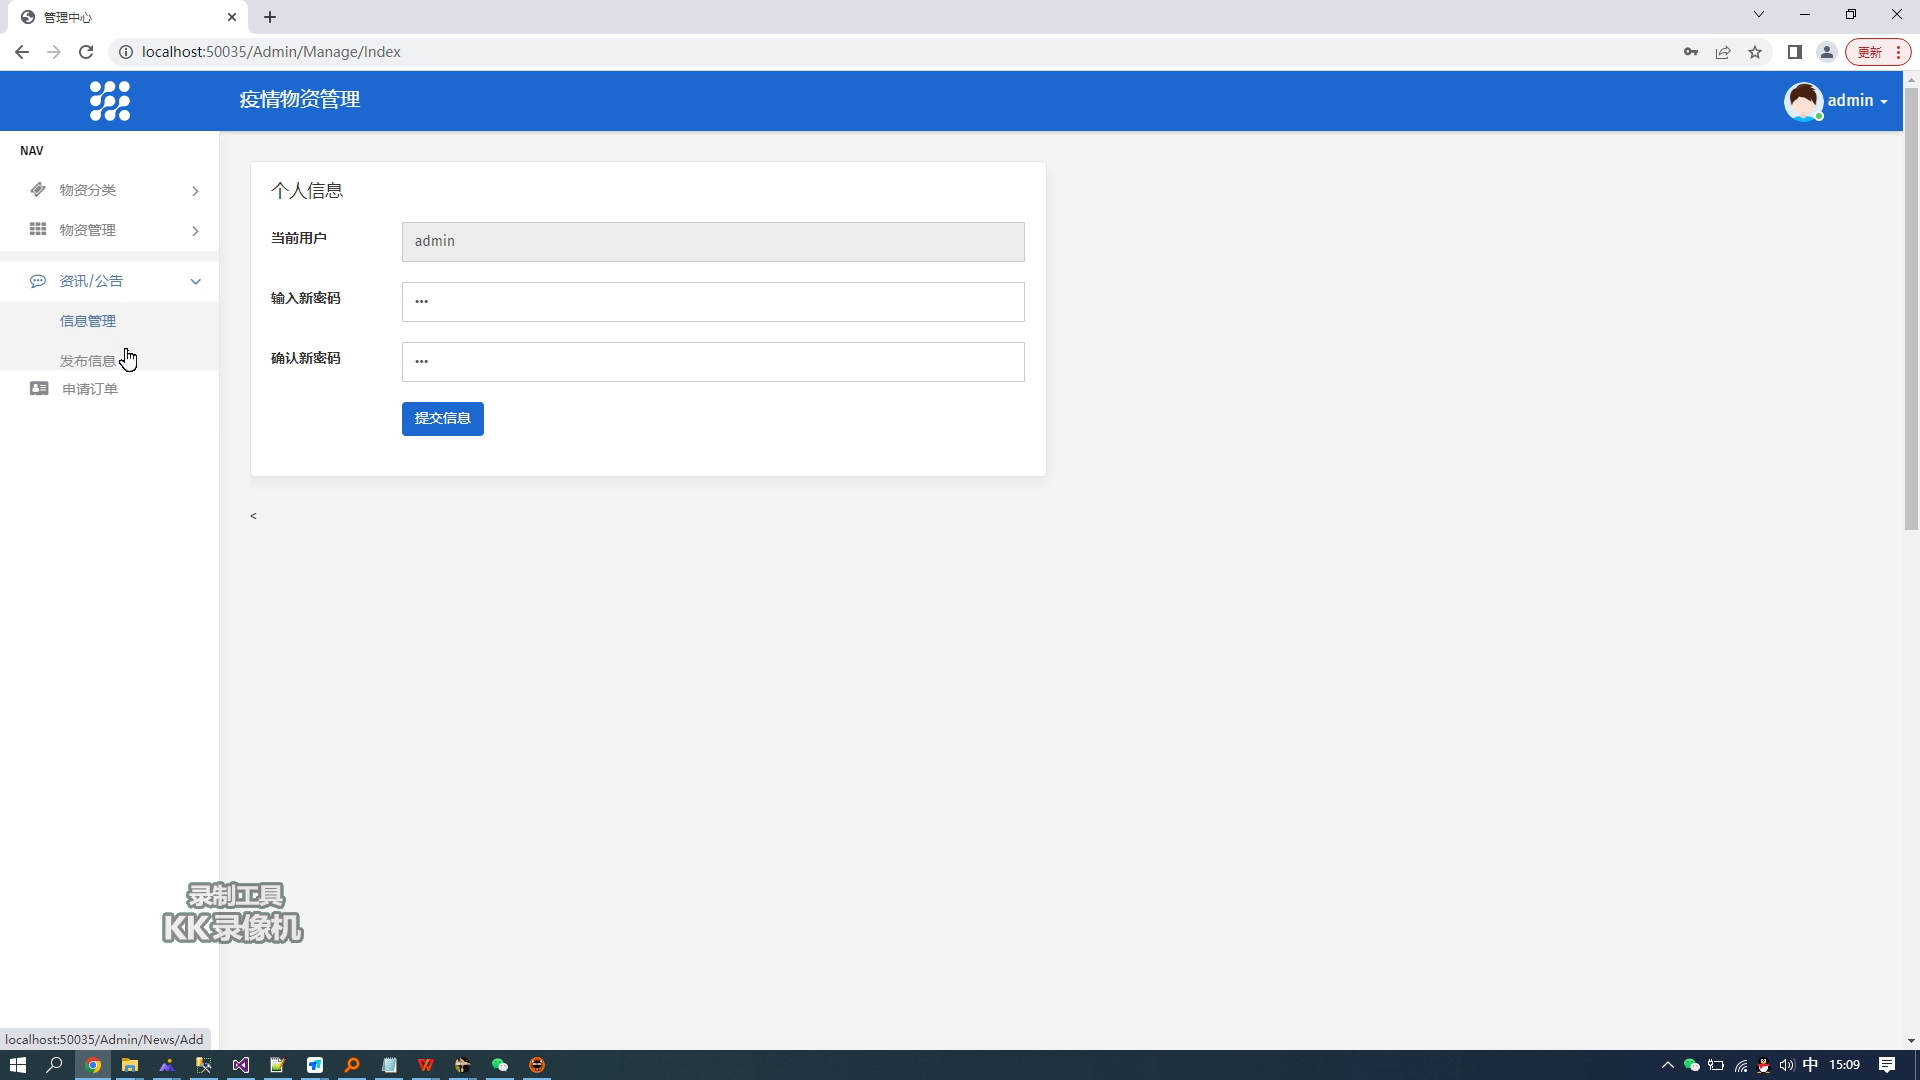 管理中心
localhost:50035/Admin/Manage/Index
更新
疫情物资管理
admin
NAV
物资分类
物资管理
资讯/公告
信息管理
发布信息
申请订单
个人信息
当前用户
admin
输入新密码
•••
确认新密码
•••
提交信息
<
录制工具
KK录像机
localhost:50035/Admin/News/Add
中
15:09